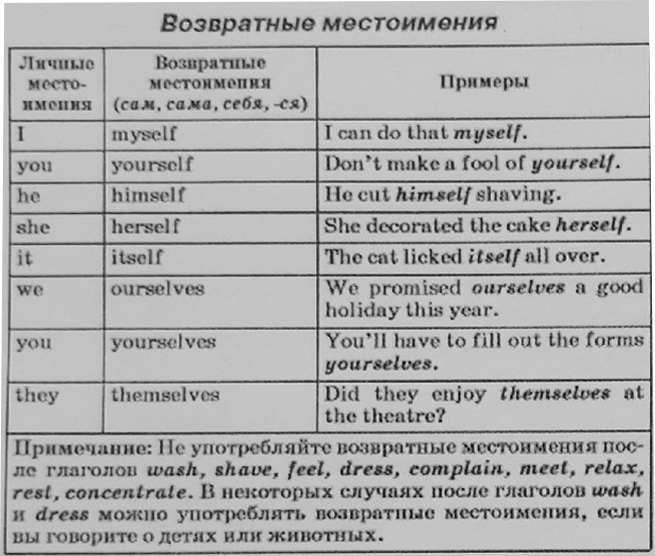 Возвратные местоимения
Личные
место-
имения
Возвратные
местоимения
(сам, сама, себя, -ся)
Примеры
I myself I can do that myself.
you yourself Don't make a fool of yourself.
he himself He cut himself shaving.
she herself She decorated the cake herself.
it itself The cat licked itself all over.
we ourselves We promised ourselves a good
holiday this year.
you yourselves You'll have to fill out the forms
yourselves.
they themselves Did they enjoy themselves at
the theatre?
Примечание: Не употребляйте возвратные местоимения пос-
ле глаголов wash, shave, feel, dress, complain, meet, relax,
rest, concentrate. В некоторых случаях после глаголов wash
и dress можно употреблять возвратные местоимения, если
вы говорите о детях или животных.